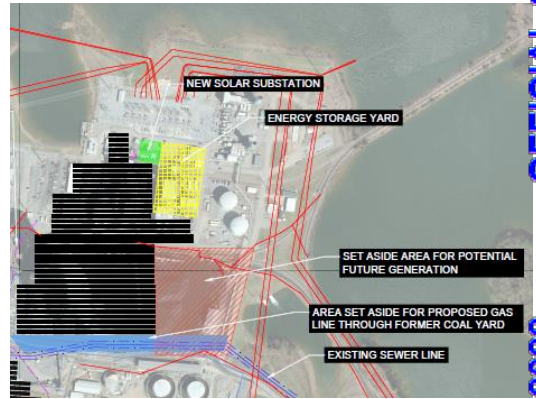 NEW SOLAR SUBSTATION
ENERGY STORAGE YARD
SET ASIDE AREA FOR POTENTIAL
FUTURE GENERATION
AREA SET ASIDE FOR PROPOSED GAS
LINE THROUGH FORMER COAL YARD
EXISTING SEWER LINE